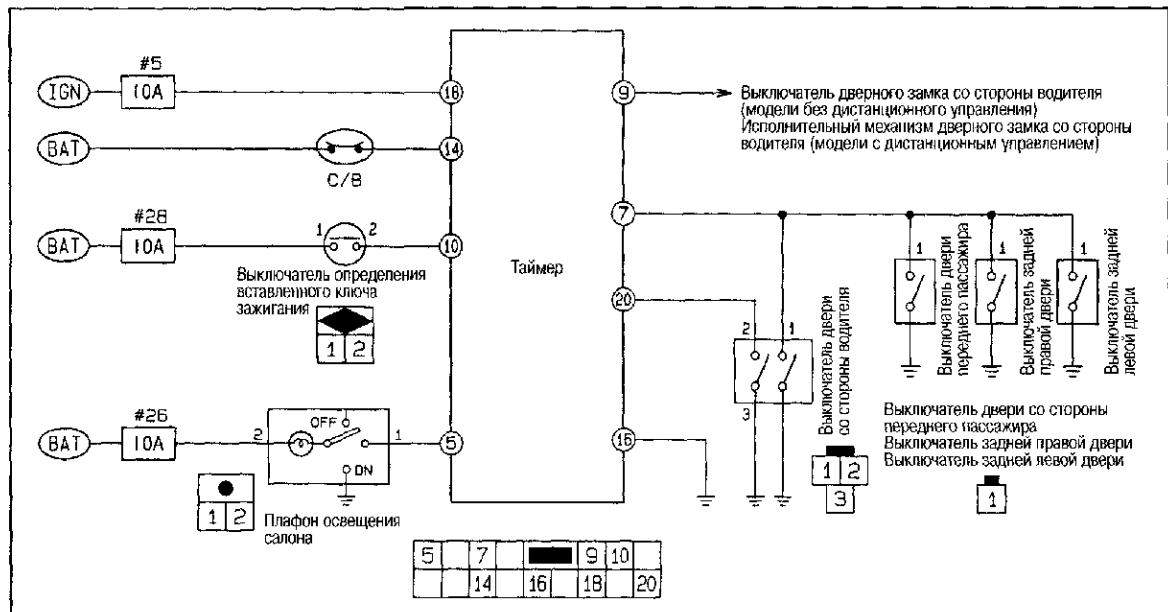 #5
IGN
10A
18
9
Выключатель дверного замка со стороны водителя
(модели без дистанционного управления)
Исполнительный механизм дверного замка со стороны
водителя (модели с дистанционным управлением)
BAT
14
C/B
7
#28
BAT
10A
1
2
10
Таймер
Выключатель определения
вставленного ключа
зажигания
1 2
20
2
1
3
Выключатель двери
со стороны водителя
1
Выключатель двери
переднего пассажира
1
Выключатель задней
правой двери
1
Выключатель задней
левой двери
#26
BAT
10A
2
OFF
ON
1
5
16
1 2
3
Выключатель двери со стороны
переднего пассажира
Выключатель задней правой двери
Выключатель задней левой двери
1
1 2
Плафон освещения
салона
5 7 9 10
14 16 18 20